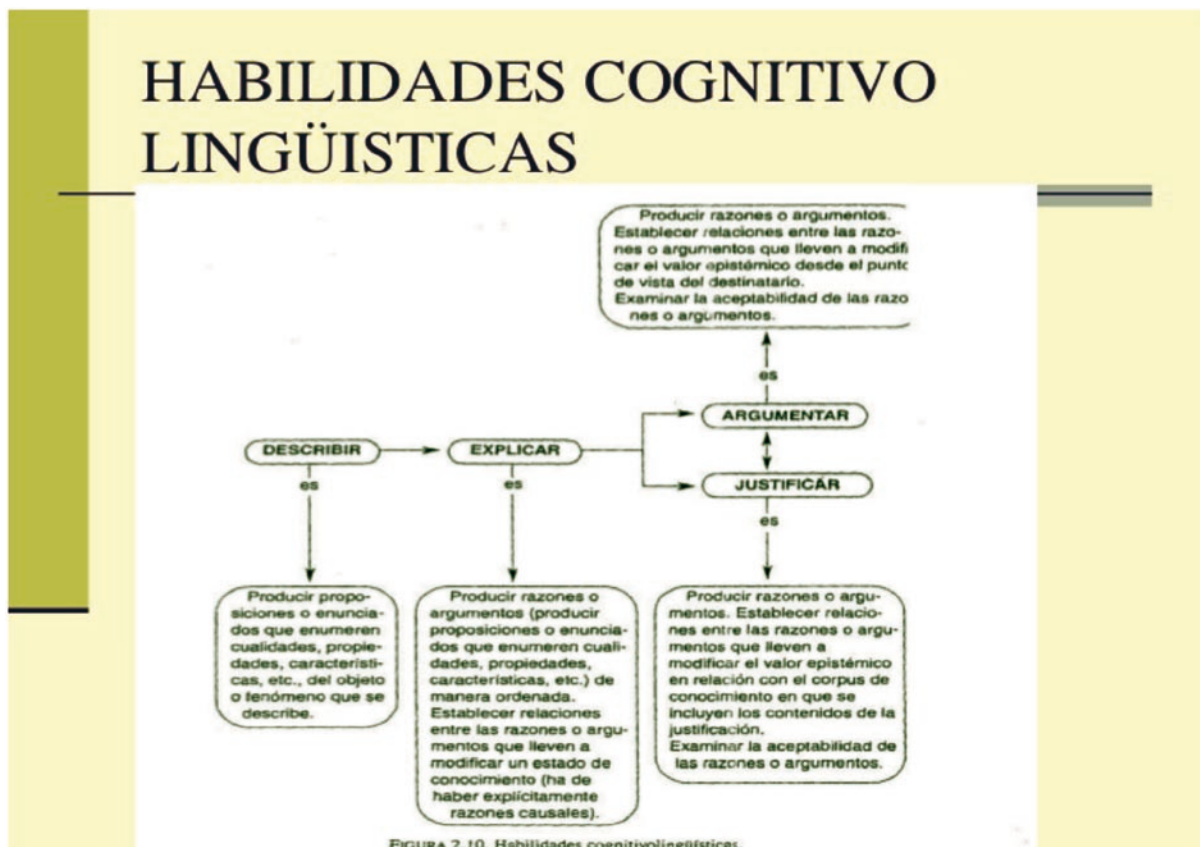 HABILIDADES COGNITIVO
LINGÜISTICAS
Producir razones o argumentos.
Establecer relaciones entre las razo-
nes o argumentos que lleven a modifi
car el valor epistémico desde el punto
de vista del destinatario.
Examinar la aceptabilidad de las razo
nes o argumentos.
es
ARGUMENTAR
DESCRIBIR
EXPLICAR
JUSTIFICAR
es
es
es
Producir propo-
siciones o enuncia-
dos que enumeren
cualidades, propie-
dades, característi-
cas, etc., del objeto
o fenómeno que se
describe.
Producir razones o
argumentos (producir
proposiciones o enuncia-
dos que enumeren cuali-
dades, propiedades,
características, etc.) de
manera ordenada.
Establecer relaciones
entre las razones o argu-
mentos que lleven a
modificar un estado de
conocimiento (ha de
haber explícitamente
razones causales).
Producir razones o argu-
mentos. Establecer relacio-
nes entre las razones o argu-
mentos que lleven a
modificar el valor epistémico
en relación con el corpus de
conocimiento en que se
incluyen los contenidos de la
justificación.
Examinar la aceptabilidad de
las razones o argumentos.
FIGURA 2.10. Habilidades cognitivolingüísticas.